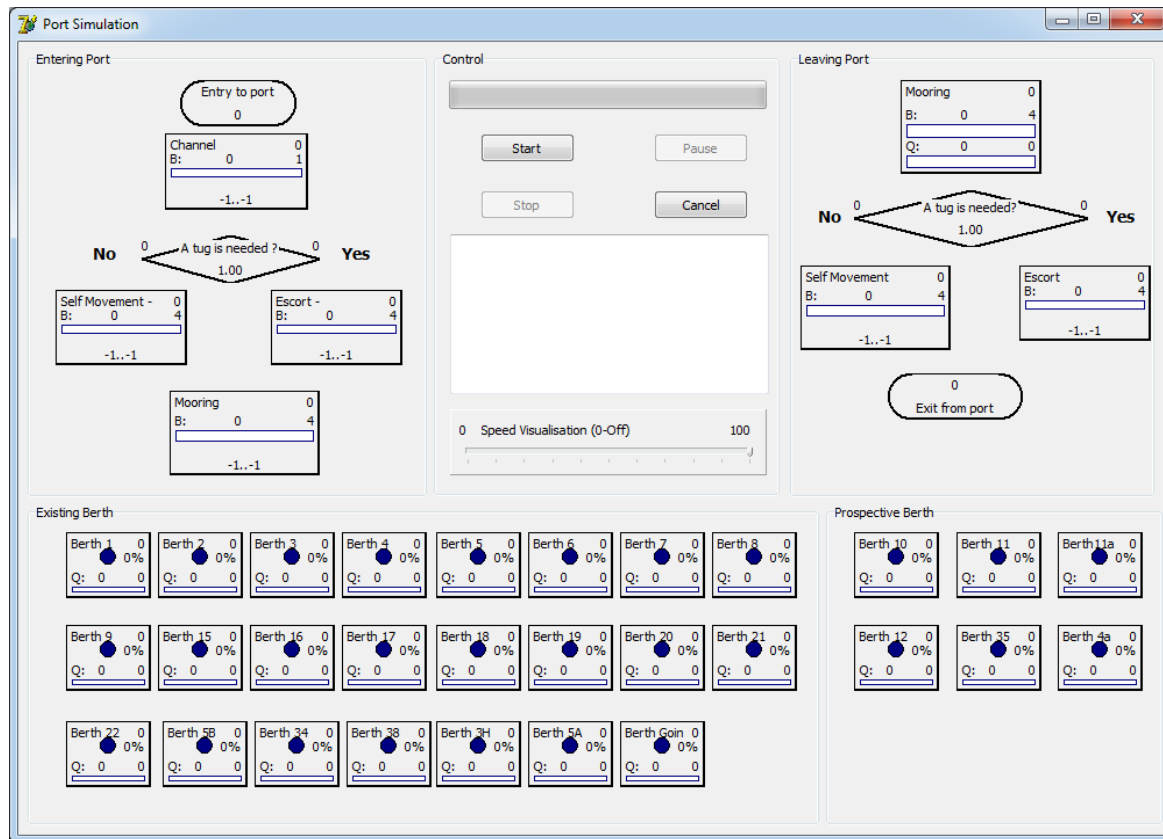 Port Simulation
Entering Port
Entry to port
0
Channel 0
B: 0 1
-1..-1
No 0 A tug is needed ? 0 Yes
1.00
Self Movement - 0
B: 0 4
-1..-1
Escort - 0
B: 0 4
-1..-1
Mooring 0
B: 0 4
-1..-1
Control
Start Pause
Stop Cancel
0 Speed Visualisation (0-Off) 100
Leaving Port
Mooring 0
B: 0 4
Q: 0 0
No 0 A tug is needed? 0 Yes
1.00
Self Movement 0
B: 0 4
-1..-1
Escort 0
B: 0 4
-1..-1
0
Exit from port
Existing Berth
Berth 1 0 Berth 2 0 Berth 3 0 Berth 4 0 Berth 5 0 Berth 6 0 Berth 7 0 Berth 8 0
0% 0% 0% 0% 0% 0% 0% 0%
Q: 0 0 Q: 0 0 Q: 0 0 Q: 0 0 Q: 0 0 Q: 0 0 Q: 0 0 Q: 0 0
Berth 9 0 Berth 15 0 Berth 16 0 Berth 17 0 Berth 18 0 Berth 19 0 Berth 20 0 Berth 21 0
0% 0% 0% 0% 0% 0% 0% 0%
Q: 0 0 Q: 0 0 Q: 0 0 Q: 0 0 Q: 0 0 Q: 0 0 Q: 0 0 Q: 0 0
Berth 22 0 Berth 5B 0 Berth 34 0 Berth 38 0 Berth 3H 0 Berth 5A 0 Berth Goin 0
0% 0% 0% 0% 0% 0% 0%
Q: 0 0 Q: 0 0 Q: 0 0 Q: 0 0 Q: 0 0 Q: 0 0 Q: 0 0
Prospective Berth
Berth 10 0 Berth 11 0 Berth11a 0
0% 0% 0%
Q: 0 0 Q: 0 0 Q: 0 0
Berth 12 0 Berth 35 0 Berth 4a 0
0% 0% 0%
Q: 0 0 Q: 0 0 Q: 0 0